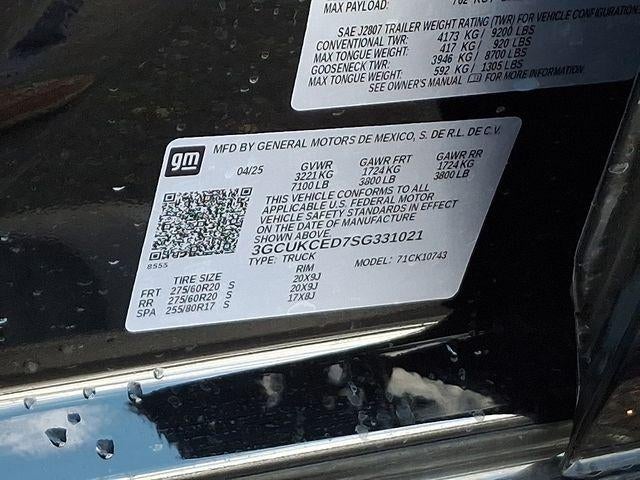 MAX PAYLOAD:
SAE J2807 TRAILER WEIGHT RATING (TWR) FOR VEHICLE CONFIGURATION
CONVENTIONAL TWR: 4173 KG / 9200 LBS
MAX TONGUE WEIGHT: 417 KG / 920 LBS
GOOSENECK TWR: 3946 KG / 8700 LBS
MAX TONGUE WEIGHT: 592 KG / 1305 LBS
SEE OWNER'S MANUAL FOR MORE INFORMATION
gm
MFD BY GENERAL MOTORS DE MEXICO, S. DE R.L. DE C.V.
04/25 GVWR GAWR FRT GAWR RR
3221 KG 1724 KG 1724 KG
7100 LB 3800 LB 3800 LB
THIS VEHICLE CONFORMS TO ALL
APPLICABLE U.S. FEDERAL MOTOR
VEHICLE SAFETY STANDARDS IN EFFECT
ON THE DATE OF MANUFACTURE
SHOWN ABOVE.
3GCUKCED7SG331021
TYPE: TRUCK MODEL: 71CK10743
8555
TIRE SIZE RIM
FRT 275/60R20 S 20X9J
RR 275/60R20 S 20X9J
SPA 255/80R17 S 17X8J